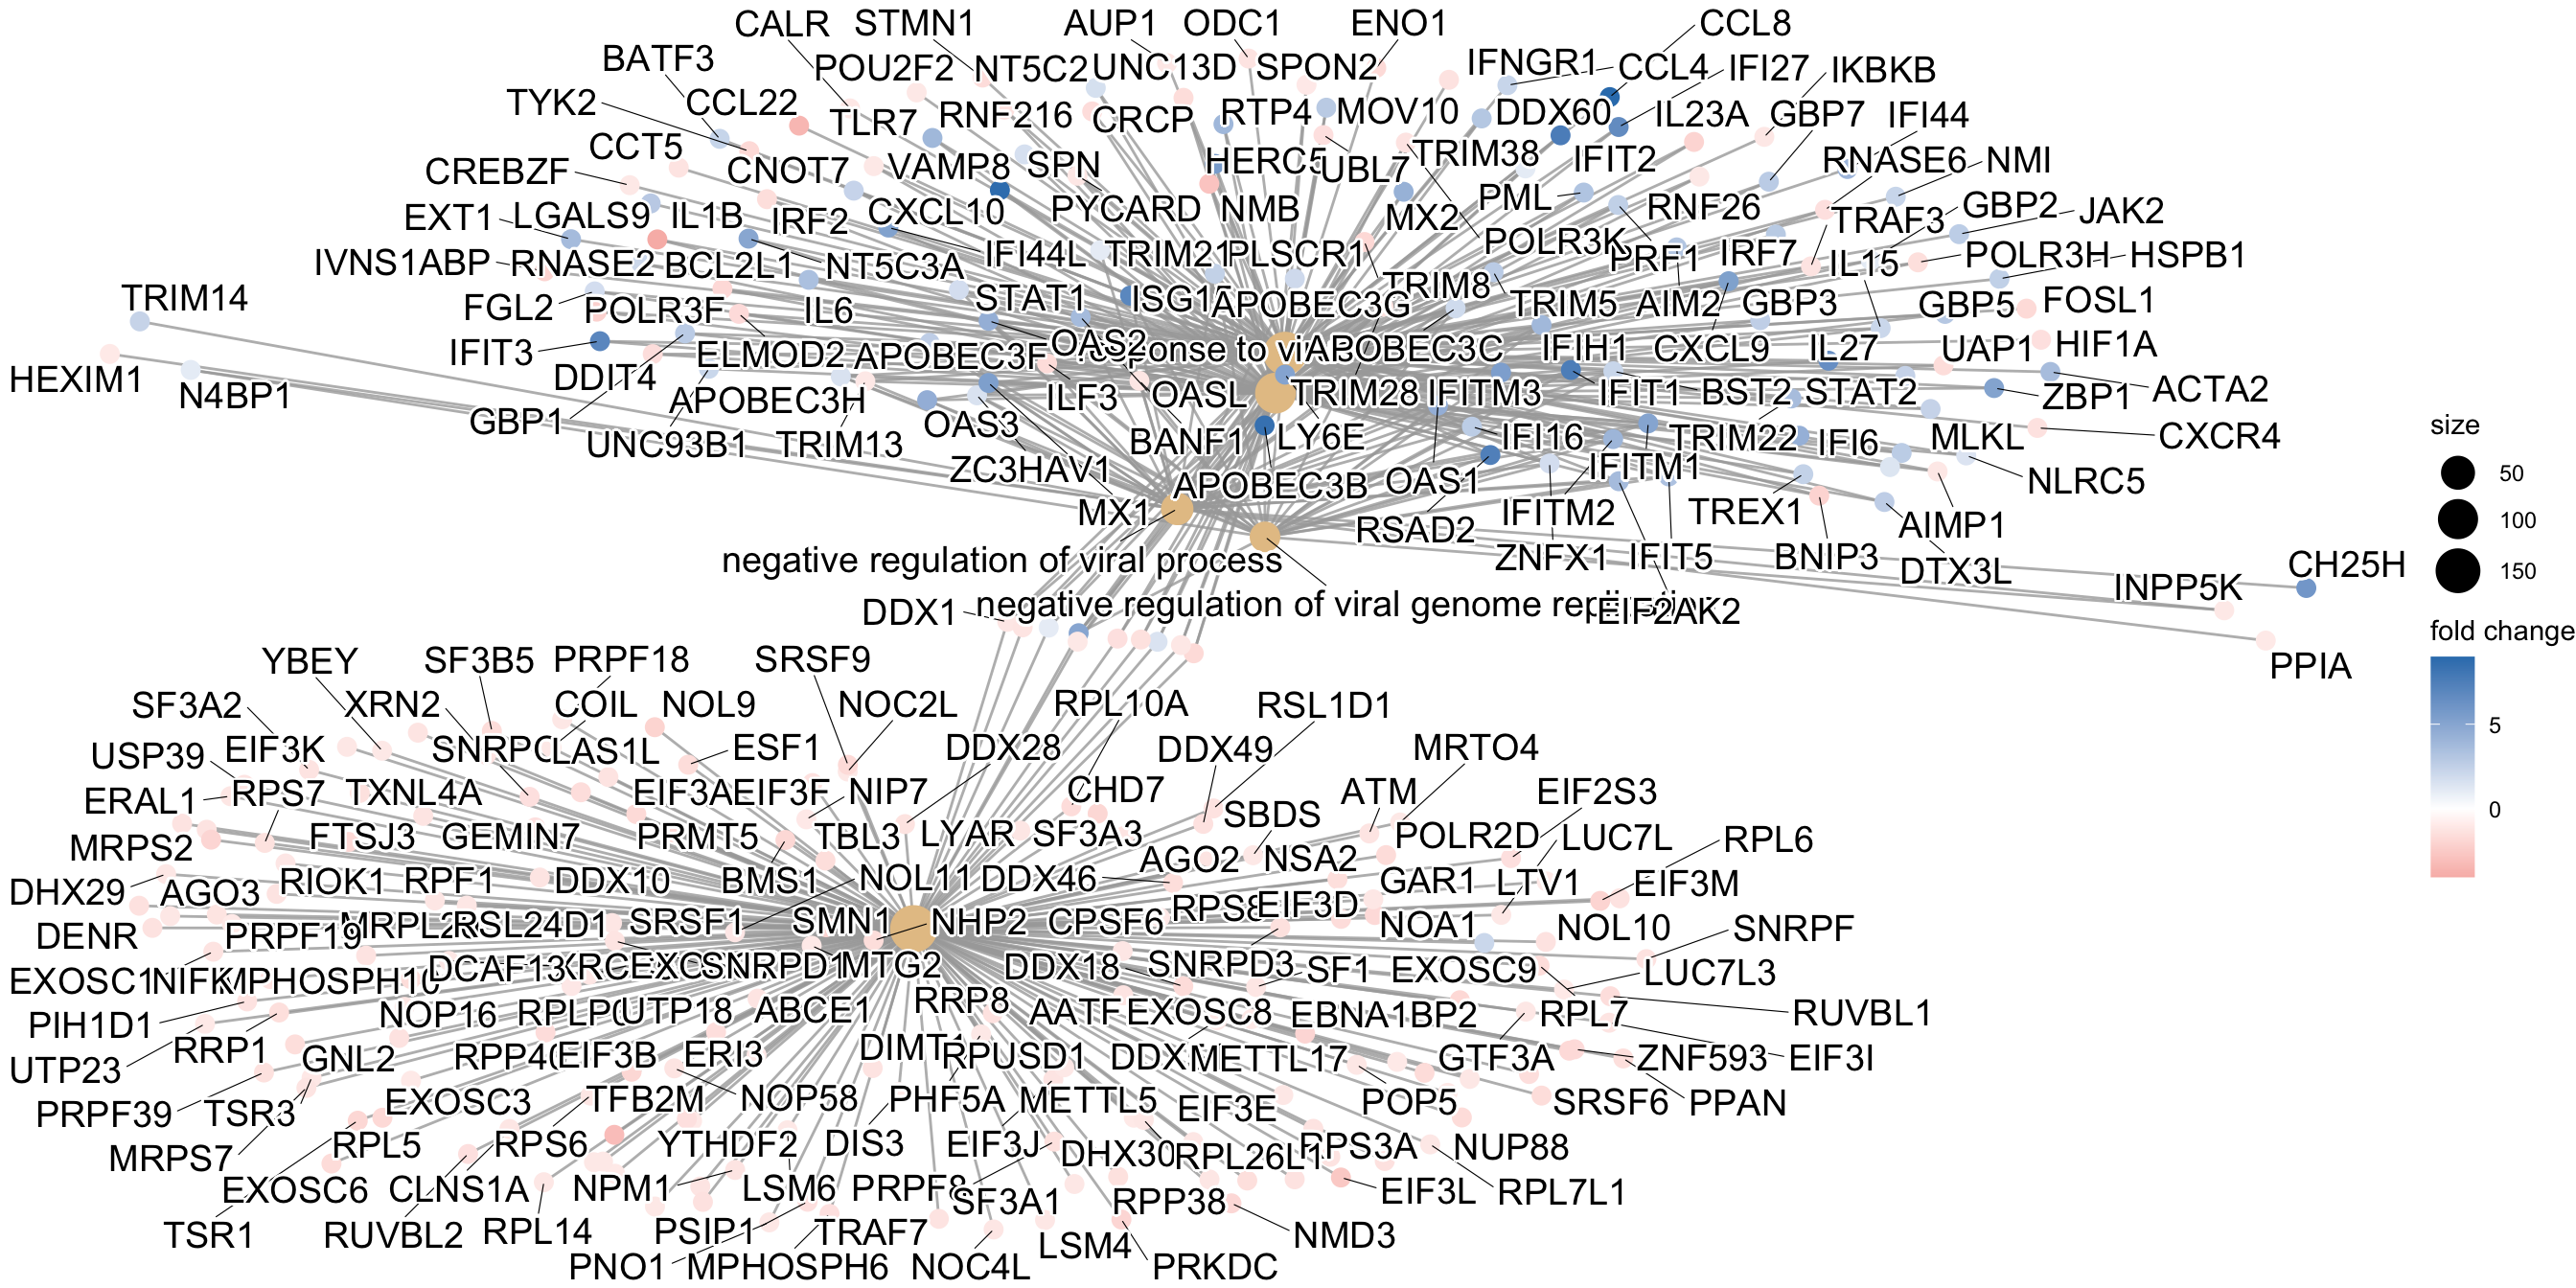 CALR STMN1 AUP1 ODC1 ENO1 CCL8
BATF3 POU2F2 NT5C2 UNC13D SPON2 IFNGR1 CCL4 IFI27 IKBKB
TYK2 CCL22 TLR7 RNF216 CRCP RTP4 MOV10 DDX60 IL23A GBP7 IFI44
CCT5 CNOT7 VAMP8 SPN HERC5 UBL7 TRIM38 IFIT2 RNASE6 NMI
CREBZF
EXT1 LGALS9 IL1B IRF2 CXCL10 PYCARD NMB MX2 PML RNF26 TRAF3 GBP2 JAK2
IVNS1ABP RNASE2 BCL2L1 NT5C3A IFI44L TRIM21 PLSCR1 POLR3K PRF1 IRF7 IL15 POLR3H HSPB1
TRIM14 FGL2 POLR3F IL6 STAT1 APOBEC3G TRIM8 TRIM5 AIM2 GBP3 GBP5 FOSL1
IFIT3 ELMOD2 APOBEC3F OAS2 APOBEC3C IFIH1 CXCL9 IL27 UAP1 HIF1A
HEXIM1 N4BP1 DDIT4 APOBEC3H ILF3 OASL TRIM28 IFITM3 IFIT1 BST2 STAT2 ZBP1 ACTA2
GBP1 UNC93B1 TRIM13 OAS3 BANF1 LY6E IFI16 TRIM22 IFI6 MLKL CXCR4
ZC3HAV1 APOBEC3B OAS1 IFITM1 NLRC5
MX1 RSAD2 IFITM2 TREX1 AIMP1
negative regulation of viral process ZNFX1 IFIT5 BNIP3 DTX3L INPP5K CH25H
DDX1 negative regulation of viral genome EIF2AK2
PPIA
YBEY SF3B5 PRPF18 SRSF9
SF3A2 XRN2 COIL NOL9 NOC2L RPL10A RSL1D1
USP39 EIF3K LAS1L ESF1 DDX28 DDX49 MRTO4
ERAL1 RPS7 TXNL4A EIF3A EIF3F NIP7 CHD7 SBDS ATM EIF2S3
MRPS2 FTSJ3 GEMIN7 PRMT5 TBL3 LYAR SF3A3 AGO2 NSA2 POLR2D LUC7L RPL6
DHX29 AGO3 RIOK1 RPF1 DDX10 BMS1 NOL11 DDX46 GAR1 LTV1 EIF3M
DENR PRPF19 RSL24D1 SRSF1 SMN1 NHP2 CPSF6 RPS8 EIF3D NOA1 NOL10 SNRPF
EXOSC1 NIFK MPHOSPH10 DCAF13 SNRPD1 MTG2 DDX18 SNRPD3 SF1 EXOSC9 LUC7L3
PIH1D1 NOP16 RPLP0 UTP18 ABCE1 RRP8 AATF EXOSC8 EBNA1BP2 RPL7 RUVBL1
UTP23 RRP1 GNL2 EIF3B ERI3 RPUSD1 METTL17 GTF3A ZNF593 EIF3I
PRPF39 TSR3 EXOSC3 TFB2M NOP58 PHF5A METTL5 EIF3E POP5 SRSF6 PPAN
MRPS7 RPL5 RPS6 YTHDF2 DIS3 EIF3J DHX30 RPL26L1 RPS3A NUP88
EXOSC6 CLNS1A NPM1 LSM6 PRPF8 SF3A1 RPP38 EIF3L RPL7L1
TSR1 RUVBL2 RPL14 PSIP1 TRAF7 LSM4 NMD3
PNO1 MPHOSPH6 NOC4L PRKDC
size
50
100
150
fold change
5
0